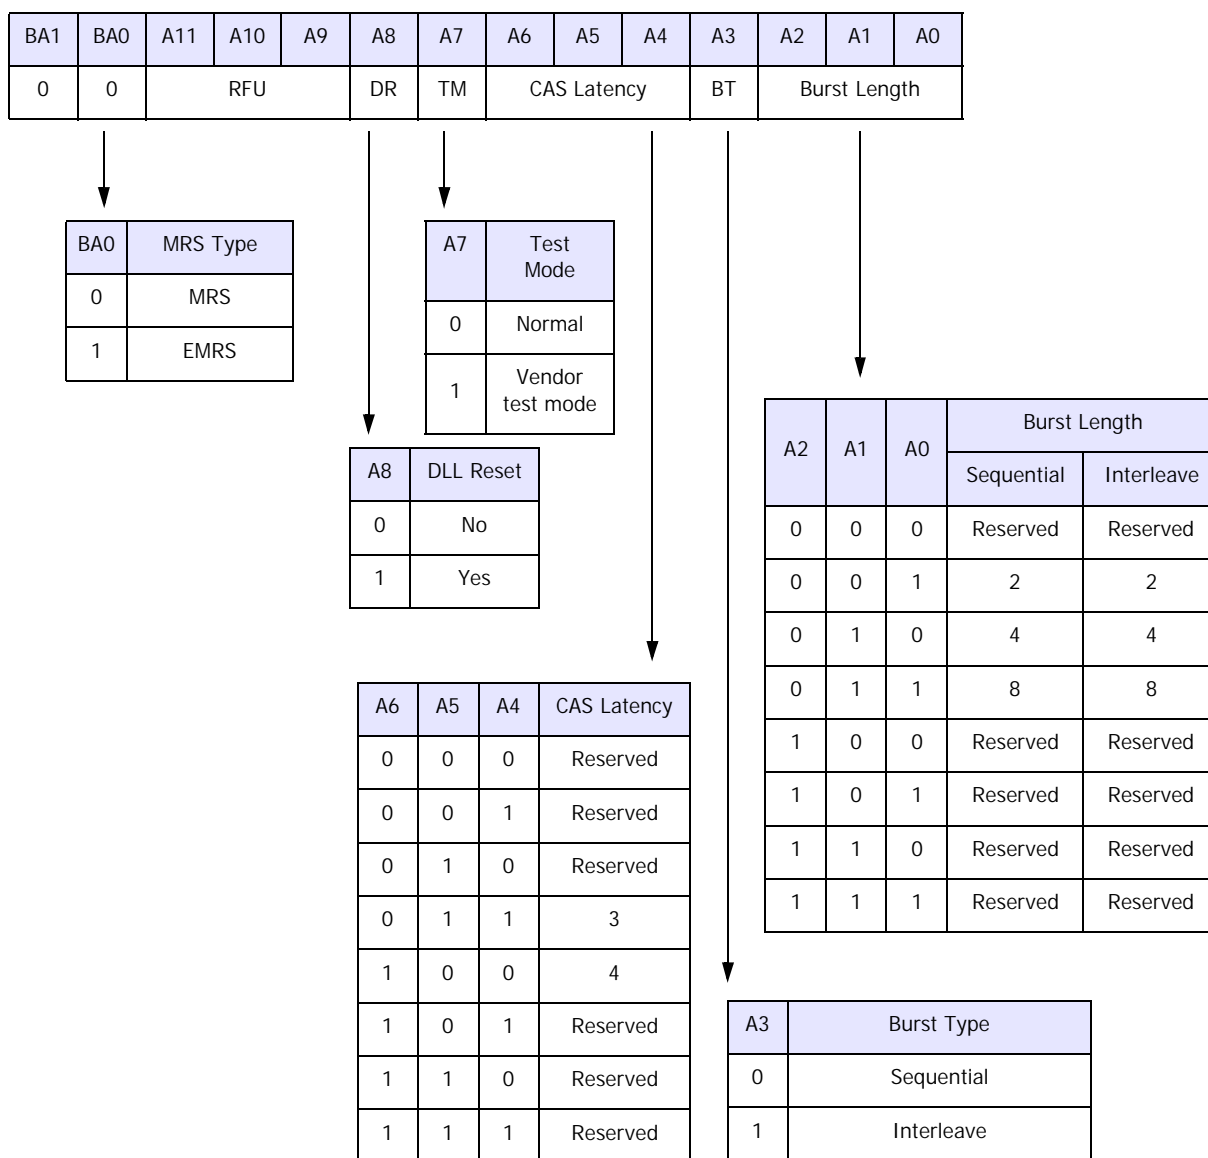 BA1 BA0 A11 A10 A9 A8 A7 A6 A5 A4 A3 A2 A1 A0
0 0 RFU DR TM CAS Latency BT Burst Length
BA0 MRS Type
0 MRS
1 EMRS
A7 Test
Mode
0 Normal
1 Vendor
test mode
A8 DLL Reset
0 No
1 Yes
A2 A1 A0 Burst Length
Sequential Interleave
0 0 0 Reserved Reserved
0 0 1 2 2
0 1 0 4 4
0 1 1 8 8
1 0 0 Reserved Reserved
1 0 1 Reserved Reserved
1 1 0 Reserved Reserved
1 1 1 Reserved Reserved
A6 A5 A4 CAS Latency
0 0 0 Reserved
0 0 1 Reserved
0 1 0 Reserved
0 1 1 3
1 0 0 4
1 0 1 Reserved
1 1 0 Reserved
1 1 1 Reserved
A3 Burst Type
0 Sequential
1 Interleave